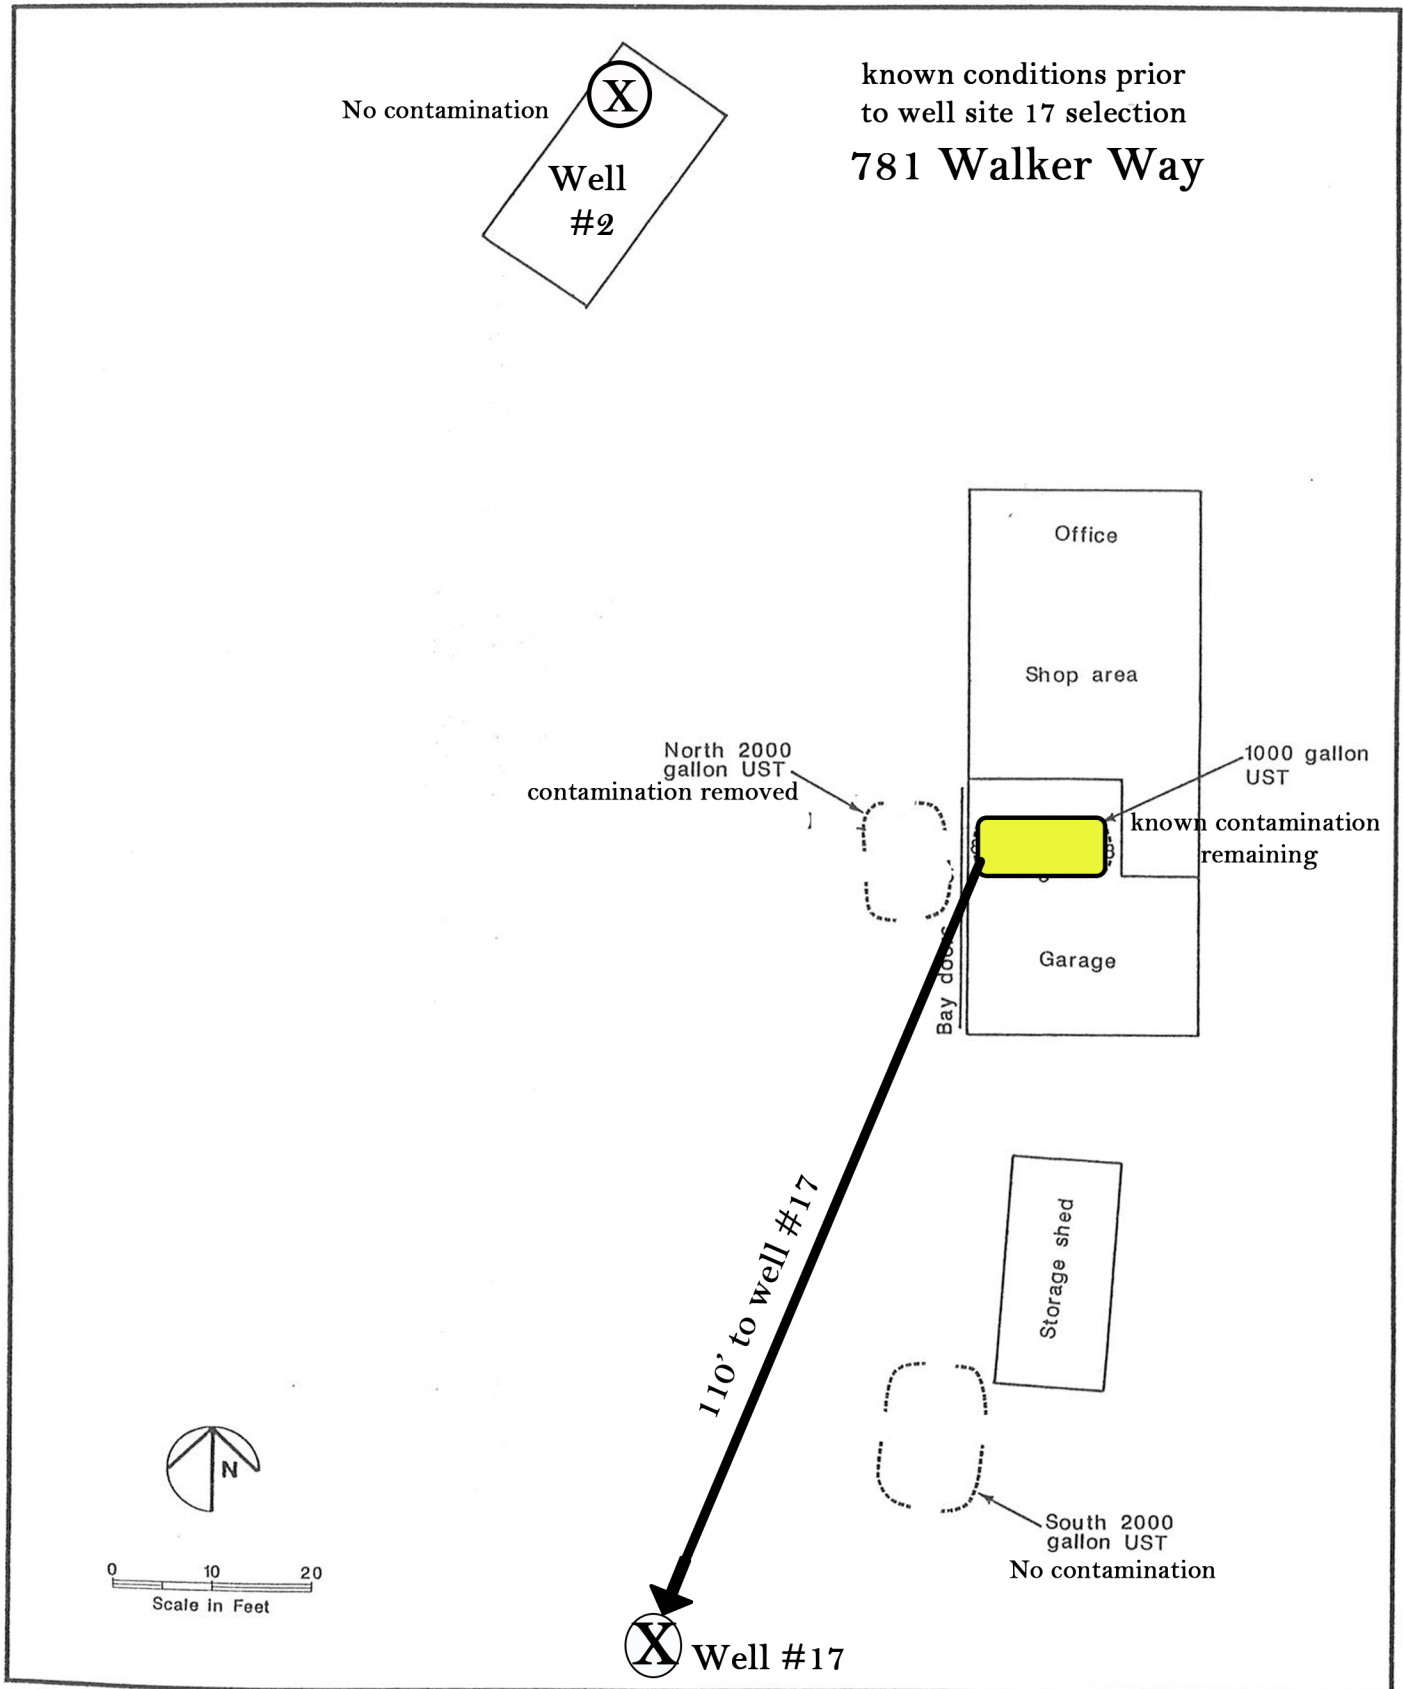 known conditions prior
to well site 17 selection
781 Walker Way
X
No contamination
Well
#2
Office
Shop area
North 2000
gallon UST
contamination removed
1000 gallon
UST
known contamination
remaining
Garage
Bay doors
110' to well #17
Storage shed
N
South 2000
gallon UST
No contamination
0 10 20
Scale in Feet
X
Well #17